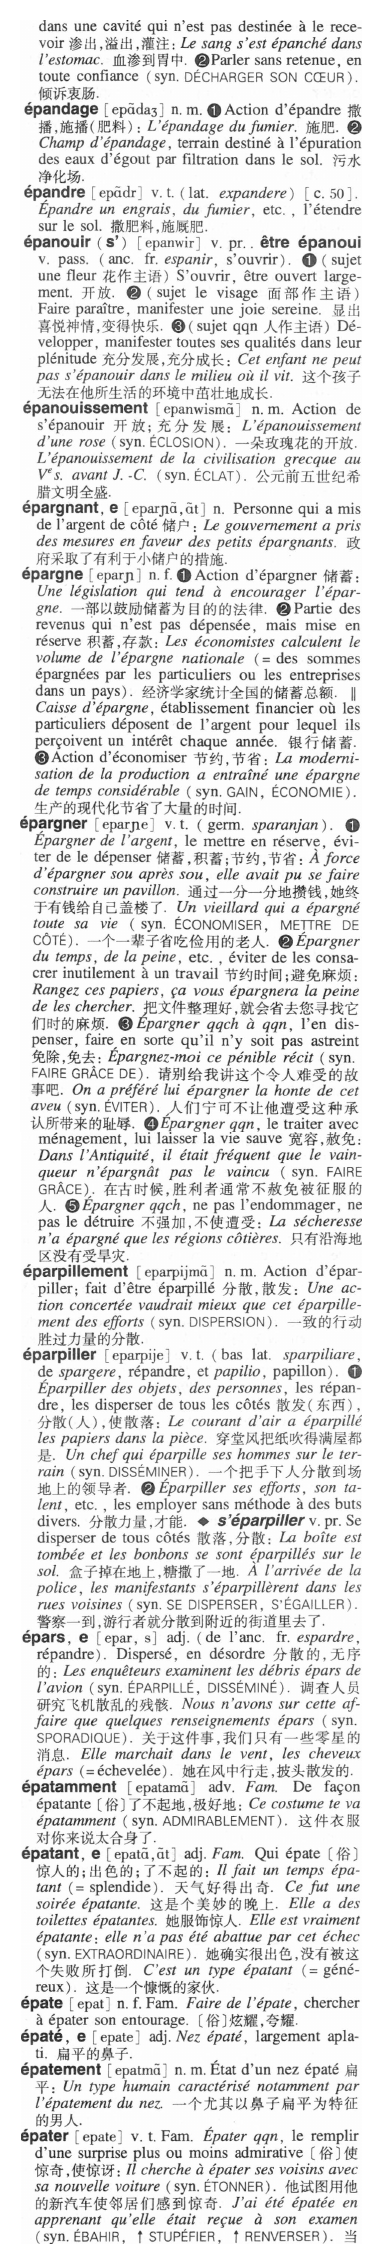 dans une cavité qui n'est pas destinée à le rece-
voir 渗出,溢出,灌注: Le sang s'est épanché dans
l'estomac. 血渗到胃中. ❷Parler sans retenue, en
toute confiance (syn. DÉCHARGER SON CŒUR).
倾诉衷肠.
épandage [epɑ̃daʒ] n. m. ❶Action d'épandre 撒
播,施播(肥料): L'épandage du fumier. 施肥. ❷
Champ d'épandage, terrain destiné à l'épuration
des eaux d'égout par filtration dans le sol. 污水
净化场.
épandre [epɑ̃dr] v. t. (lat. expandere) [c. 50].
Épandre un engrais, du fumier, etc., l'étendre
sur le sol. 撒肥料,施厩肥.
épanouir (s') [epanwir] v. pr.. être épanoui
v. pass. (anc. fr. espanir, s'ouvrir). ❶(sujet
une fleur 花作主语) S'ouvrir, être ouvert large-
ment. 开放. ❷(sujet le visage 面部作主语)
Faire paraître, manifester une joie sereine. 显出
喜悦神情,变得快乐. ❸(sujet qqn 人作主语) Dé-
velopper, manifester toutes ses qualités dans leur
plénitude 充分发展,充分成长: Cet enfant ne peut
pas s'épanouir dans le milieu où il vit. 这个孩子
无法在他所生活的环境中茁壮地成长.
épanouissement [epanwismɑ̃] n. m. Action de
s'épanouir 开放;充分发展: L'épanouissement
d'une rose (syn. ÉCLOSION). 一朵玫瑰花的开放.
L'épanouissement de la civilisation grecque au
Vᵉ s. avant J. -C. (syn. ÉCLAT). 公元前五世纪希
腊文明全盛.
épargnant, e [eparɲɑ̃, ɑ̃t] n. Personne qui a mis
de l'argent de côté 储户: Le gouvernement a pris
des mesures en faveur des petits épargnants. 政
府采取了有利于小储户的措施.
épargne [eparɲ] n. f. ❶Action d'épargner 储蓄:
Une législation qui tend à encourager l'épar-
gne. 一部以鼓励储蓄为目的的法律. ❷Partie des
revenus qui n'est pas dépensée, mais mise en
réserve 积蓄,存款: Les économistes calculent le
volume de l'épargne nationale (= des sommes
épargnées par les particuliers ou les entreprises
dans un pays). 经济学家统计全国的储蓄总额. ‖
Caisse d'épargne, établissement financier où les
particuliers déposent de l'argent pour lequel ils
perçoivent un intérêt chaque année. 银行储蓄.
❸Action d'économiser 节约,节省: La moderni-
sation de la production a entraîné une épargne
de temps considérable (syn. GAIN, ÉCONOMIE).
生产的现代化节省了大量的时间.
épargner [eparɲe] v. t. (germ. sparanjan). ❶
Épargner de l'argent, le mettre en réserve, évi-
ter de le dépenser 储蓄,积蓄;节约,节省: À force
d'épargner sou après sou, elle avait pu se faire
construire un pavillon. 通过一分一分地攒钱,她终
于有钱给自己盖楼了. Un vieillard qui a épargné
toute sa vie (syn. ÉCONOMISER, METTRE DE
CÔTÉ). 一个一辈子省吃俭用的老人. ❷Épargner
du temps, de la peine, etc., éviter de les consa-
crer inutilement à un travail 节约时间;避免麻烦:
Rangez ces papiers, ça vous épargnera la peine
de les chercher. 把文件整理好,就会省去您寻找它
们时的麻烦. ❸Épargner qqch à qqn, l'en dis-
penser, faire en sorte qu'il n'y soit pas astreint
免除,免去: Épargnez-moi ce pénible récit (syn.
FAIRE GRÂCE DE). 请别给我讲这个令人难受的故
事吧. On a préféré lui épargner la honte de cet
aveu (syn. ÉVITER). 人们宁可不让他遭受这种承
认所带来的耻辱. ❹Épargner qqn, le traiter avec
ménagement, lui laisser la vie sauve 宽容,赦免:
Dans l'Antiquité, il était fréquent que le vain-
queur n'épargnât pas le vaincu (syn. FAIRE
GRÂCE). 在古时候,胜利者通常不赦免被征服的
人. ❺Épargner qqch, ne pas l'endommager, ne
pas le détruire 不强加,不使遭受: La sécheresse
n'a épargné que les régions côtières. 只有沿海地
区没有受旱灾.
éparpillement [eparpijmɑ̃] n. m. Action d'épar-
piller; fait d'être éparpillé 分散,散发: Une ac-
tion concertée vaudrait mieux que cet éparpille-
ment des efforts (syn. DISPERSION). 一致的行动
胜过力量的分散.
éparpiller [eparpije] v. t. (bas lat. sparpiliare,
de spargere, répandre, et papilio, papillon). ❶
Éparpiller des objets, des personnes, les répan-
dre, les disperser de tous les côtés 散发(东西),
分散(人),使散落: Le courant d'air a éparpillé
les papiers dans la pièce. 穿堂风把纸吹得满屋都
是. Un chef qui éparpille ses hommes sur le ter-
rain (syn. DISSÉMINER). 一个把手下人分散到场
地上的领导者. ❷Éparpiller ses efforts, son ta-
lent, etc., les employer sans méthode à des buts
divers. 分散力量,才能. ◆ s'éparpiller v. pr. Se
disperser de tous côtés 散落,分散: La boîte est
tombée et les bonbons se sont éparpillés sur le
sol. 盒子掉在地上,糖撒了一地. À l'arrivée de la
police, les manifestants s'éparpillèrent dans les
rues voisines (syn. SE DISPERSER, S'ÉGAILLER).
警察一到,游行者就分散到附近的街道里去了.
épars, e [epar, s] adj. (de l'anc. fr. espardre,
répandre). Dispersé, en désordre 分散的,无序
的: Les enquêteurs examinent les débris épars de
l'avion (syn. ÉPARPILLÉ, DISSÉMINÉ). 调查人员
研究飞机散乱的残骸. Nous n'avons sur cette af-
faire que quelques renseignements épars (syn.
SPORADIQUE). 关于这件事,我们只有一些零星的
消息. Elle marchait dans le vent, les cheveux
épars (=échevelée). 她在风中行走,披头散发的.
épatamment [epatamɑ̃] adv. Fam. De façon
épatante 〔俗〕了不起地,极好地: Ce costume te va
épatamment (syn. ADMIRABLEMENT). 这件衣服
对你来说太合身了.
épatant, e [epatɑ̃, ɑ̃t] adj. Fam. Qui épate 〔俗〕
惊人的;出色的;了不起的: Il fait un temps épa-
tant (= splendide). 天气好得出奇. Ce fut une
soirée épatante. 这是个美妙的晚上. Elle a des
toilettes épatantes. 她服饰惊人. Elle est vraiment
épatante: elle n'a pas été abattue par cet échec
(syn. EXTRAORDINAIRE). 她确实很出色,没有被这
个失败所打倒. C'est un type épatant (= géné-
reux). 这是一个慷慨的家伙.
épate [epat] n. f. Fam. Faire de l'épate, chercher
à épater son entourage. 〔俗〕炫耀,夸耀.
épaté, e [epate] adj. Nez épaté, largement apla-
ti. 扁平的鼻子.
épatement [epatmɑ̃] n. m. État d'un nez épaté 扁
平: Un type humain caractérisé notamment par
l'épatement du nez. 一个尤其以鼻子扁平为特征
的男人.
épater [epate] v. t. Fam. Épater qqn, le remplir
d'une surprise plus ou moins admirative 〔俗〕使
惊奇,使惊讶: Il cherche à épater ses voisins avec
sa nouvelle voiture (syn. ÉTONNER). 他试图用他
的新汽车使邻居们感到惊奇. J'ai été épatée en
apprenant qu'elle était reçue à son examen
(syn. ÉBAHIR, ↑ STUPÉFIER, ↑ RENVERSER). 当